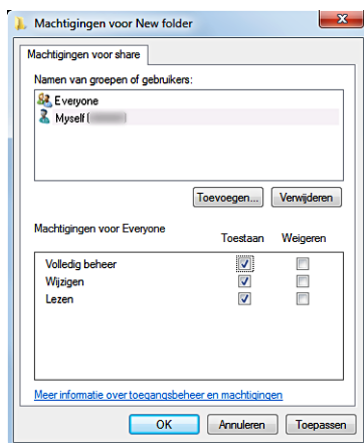 Machtigingen voor New folder
Machtigingen voor share
Namen van groepen of gebruikers:
Everyone
Myself (
Toevoegen... Verwijderen
Machtigingen voor Everyone Toestaan Weigeren
Volledig beheer
Wijzigen
Lezen
Meer informatie over toegangsbeheer en machtigingen
OK Annuleren Toepassen